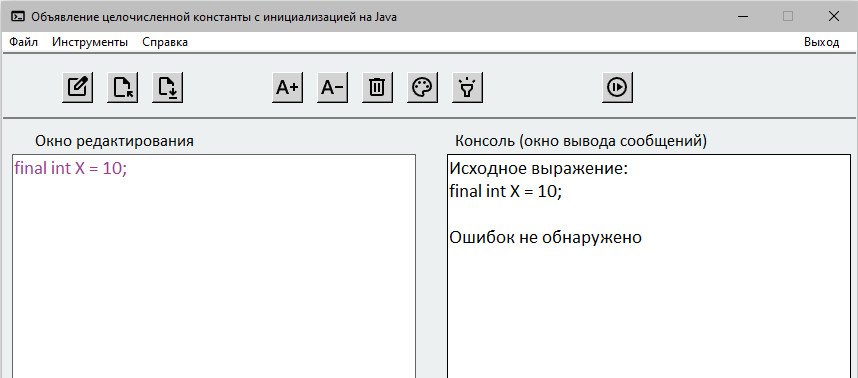 Объявление целочисленной константы с инициализацией на Java
Файл Инструменты Справка Выход
A+ A−
Окно редактирования
final int X = 10;
Консоль (окно вывода сообщений)
Исходное выражение:
final int X = 10;
Ошибок не обнаружено